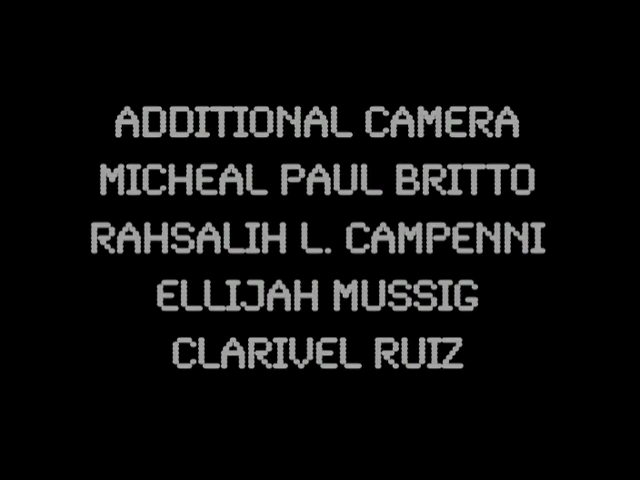 ADDITIONAL CAMERA
MICHEAL PAUL BRITTO
RAHSALIH L. CAMPENNI
ELLIJAH MUSSIG
CLARIVEL RUIZ